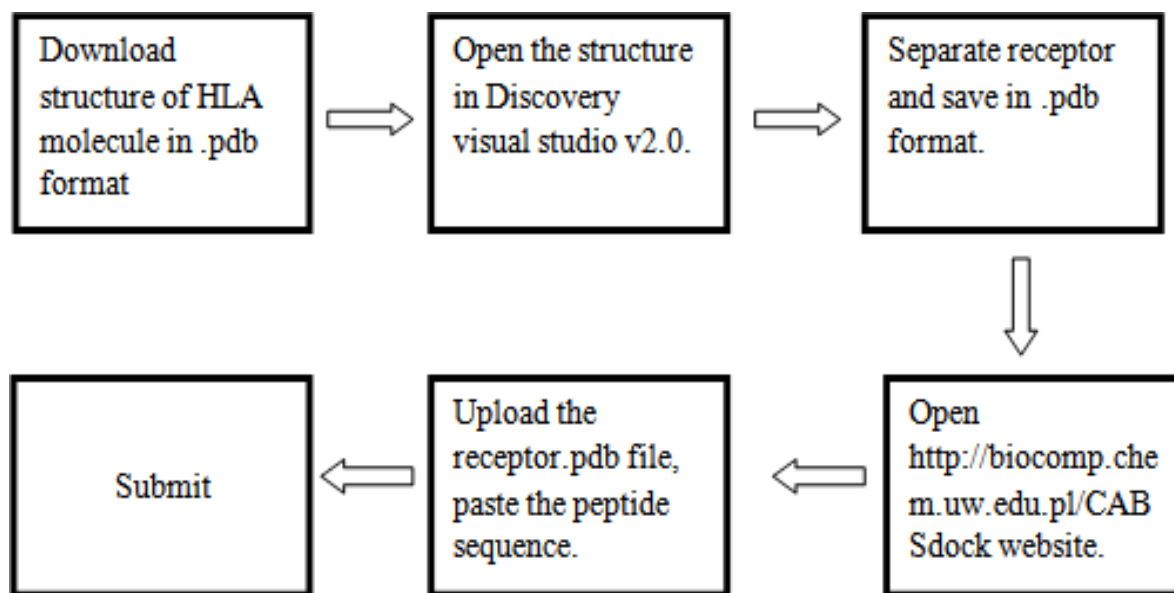 Download
structure of HLA
molecule in .pdb
format
Open the structure
in Discovery
visual studio v2.0.
Separate receptor
and save in .pdb
format.
Open
http://biocomp.che
m.uw.edu.pl/CAB
Sdock website.
Upload the
receptor.pdb file,
paste the peptide
sequence.
Submit